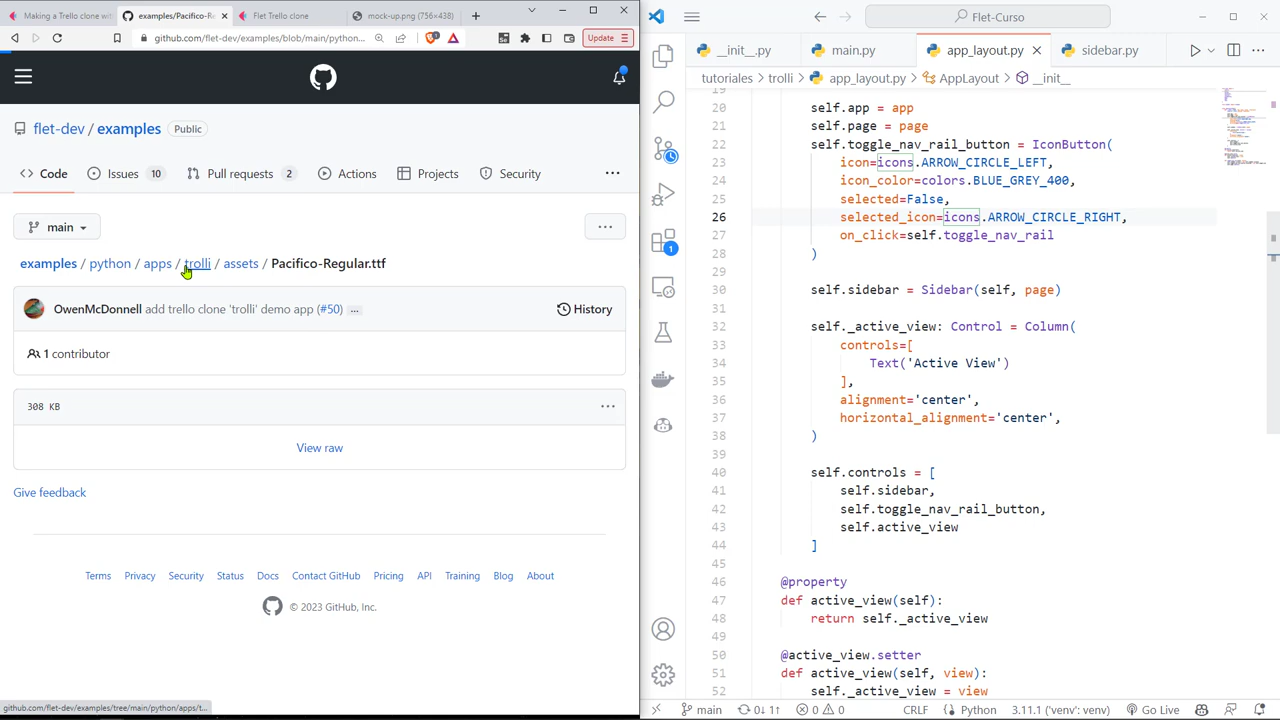 Making a Trello clone wit
examples/Pacifico-Re
Flet Trello clone
mock-up.png (756×438)
github.com/flet-dev/examples/blob/main/python...
Update
flet-dev / examples Public
Code
Issues 10
Pull requests 2
Actions
Projects
Security
main
examples / python / apps / trolli / assets / Pacifico-Regular.ttf
OwenMcDonnell add trello clone 'trolli' demo app (#50) ...
History
1 contributor
308 KB
View raw
Give feedback
Terms Privacy Security Status Docs Contact GitHub Pricing API Training Blog About
© 2023 GitHub, Inc.
github.com/flet-dev/examples/tree/main/python/apps/t...
Flet-Curso
__init__.py
main.py
app_layout.py
sidebar.py
tutoriales > trolli > app_layout.py > AppLayout > __init__
19
20 self.app = app
21 self.page = page
22 self.toggle_nav_rail_button = IconButton(
23 icon=icons.ARROW_CIRCLE_LEFT,
24 icon_color=colors.BLUE_GREY_400,
25 selected=False,
26 selected_icon=icons.ARROW_CIRCLE_RIGHT,
27 on_click=self.toggle_nav_rail
28 )
29
30 self.sidebar = Sidebar(self, page)
31
32 self._active_view: Control = Column(
33 controls=[
34 Text('Active View')
35 ],
36 alignment='center',
37 horizontal_alignment='center',
38 )
39
40 self.controls = [
41 self.sidebar,
42 self.toggle_nav_rail_button,
43 self.active_view
44 ]
45
46 @property
47 def active_view(self):
48 return self._active_view
49
50 @active_view.setter
51 def active_view(self, view):
52 self._active_view = view
1
main
0↓ 1↑
0
0
CRLF
Python
3.11.1 ('venv': venv)
Go Live